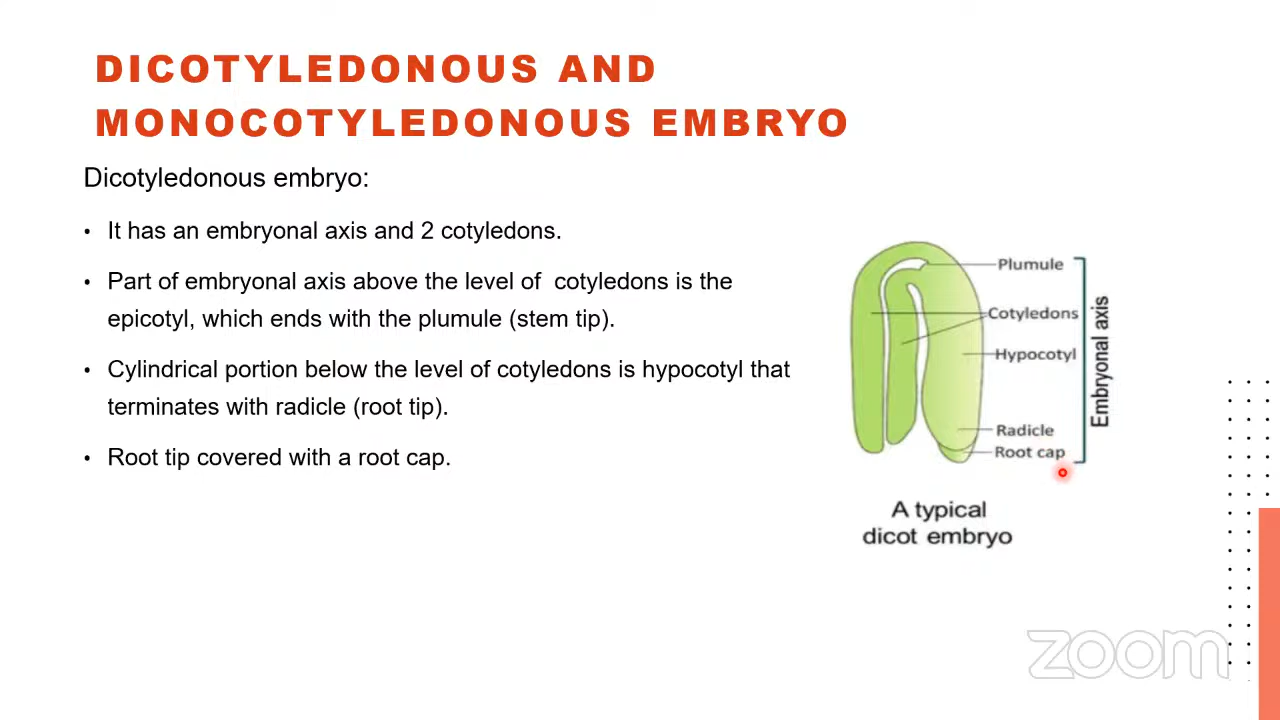 DICOTYLEDONOUS AND
MONOCOTYLEDONOUS EMBRYO
Dicotyledonous embryo:
• It has an embryonal axis and 2 cotyledons.
• Part of embryonal axis above the level of cotyledons is the
epicotyl, which ends with the plumule (stem tip).
• Cylindrical portion below the level of cotyledons is hypocotyl that
terminates with radicle (root tip).
• Root tip covered with a root cap.
Plumule
Cotyledons
Hypocotyl
Radicle
Root cap
Embryonal axis
A typical
dicot embryo
zoom